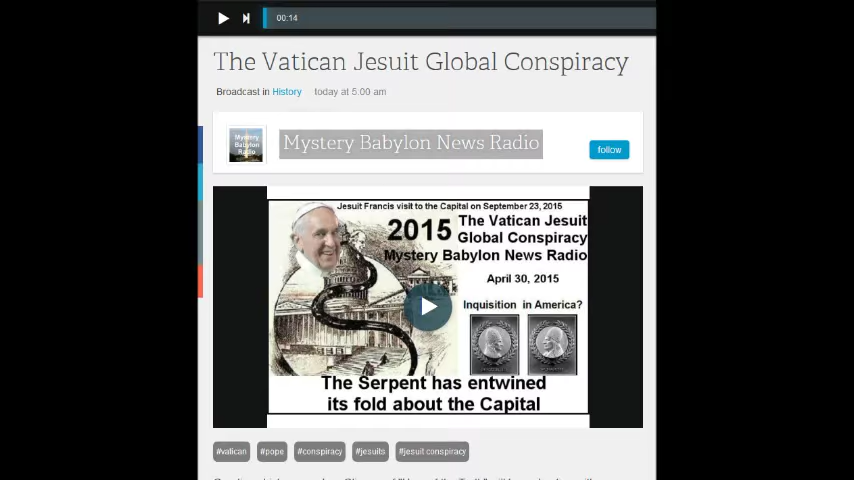 00:14
The Vatican Jesuit Global Conspiracy
Broadcast in History today at 5:00 am
Mystery
Babylon
Radio
Mystery Babylon News Radio
follow
Jesuit Francis visit to the Capital on September 23, 2015
2015
The Vatican Jesuit
Global Conspiracy
Mystery Babylon News Radio
April 30, 2015
Inquisition in America?
The Serpent has entwined
its fold about the Capital
#vatican
#pope
#conspiracy
#jesuits
#jesuit conspiracy